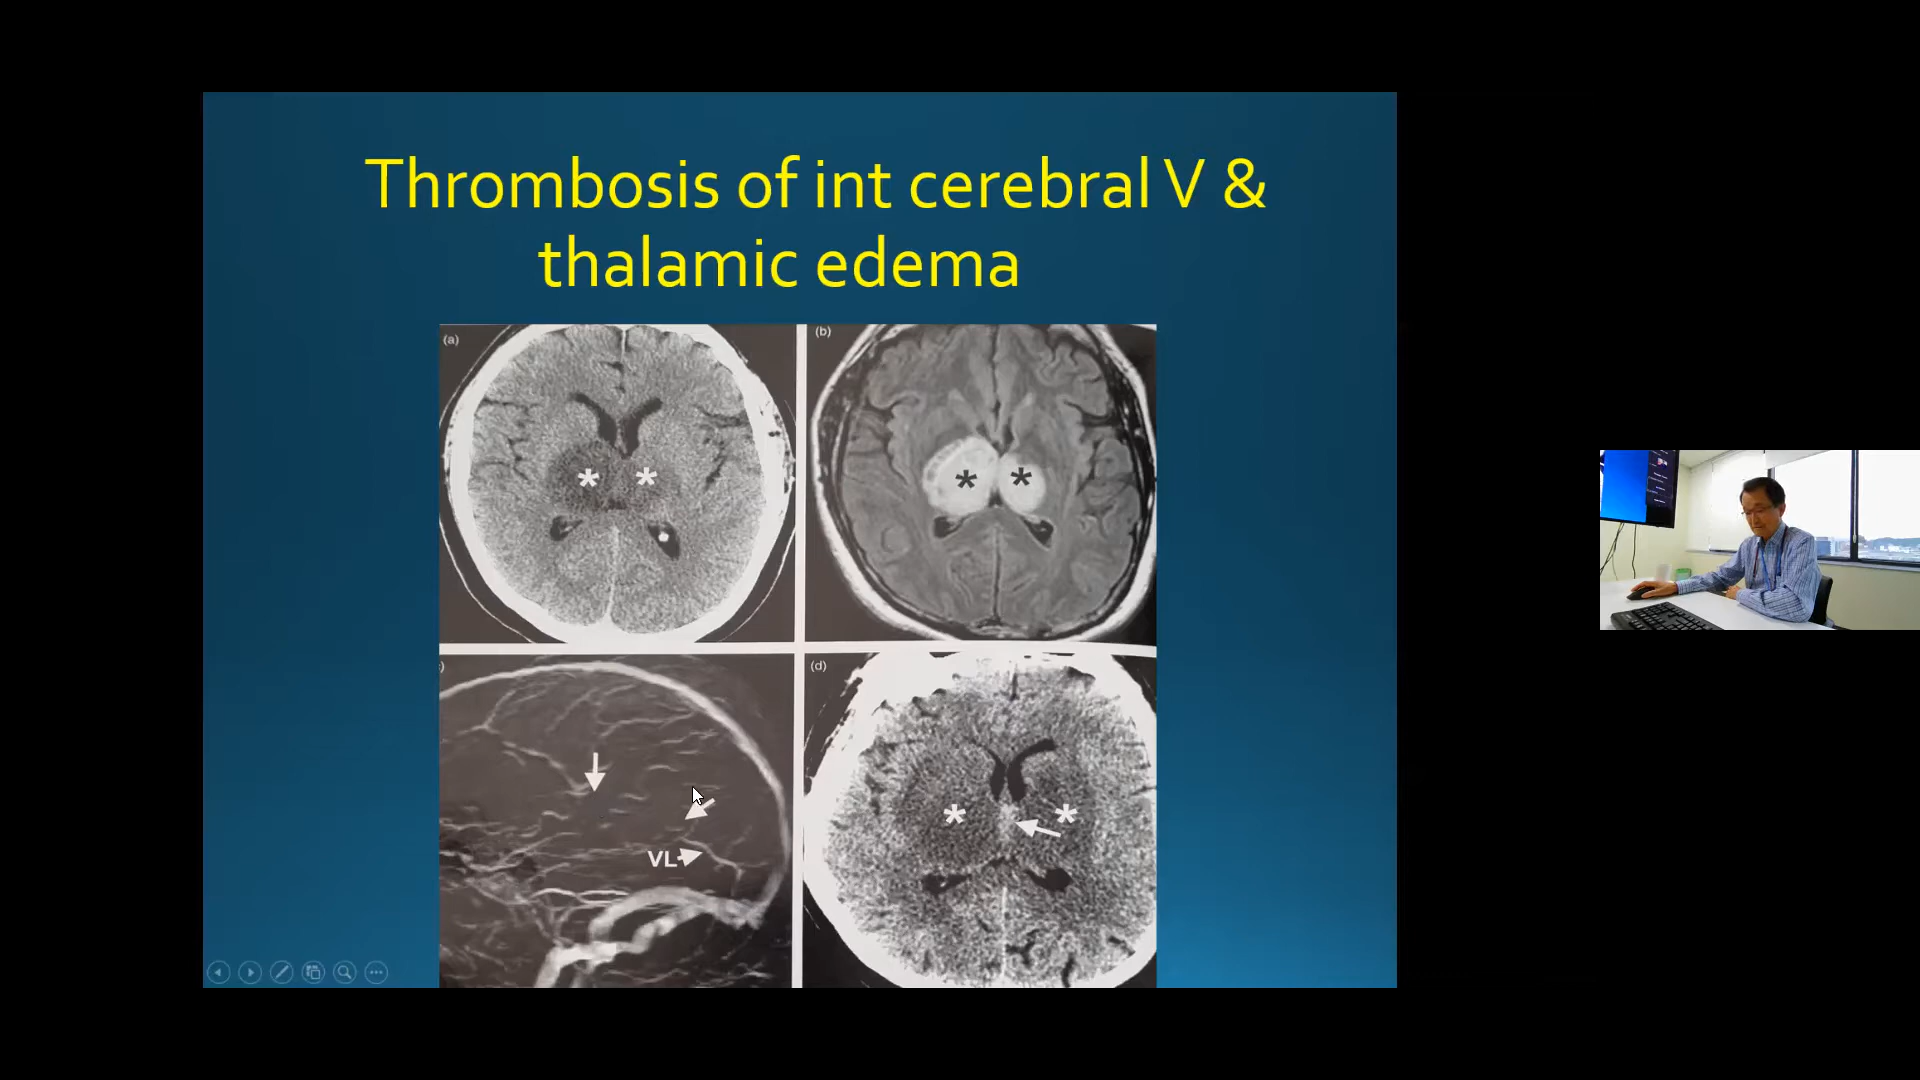 Thrombosis of int cerebral V &
thalamic edema
(a)
(b)
* *
* *
)
(d)
VL
* *